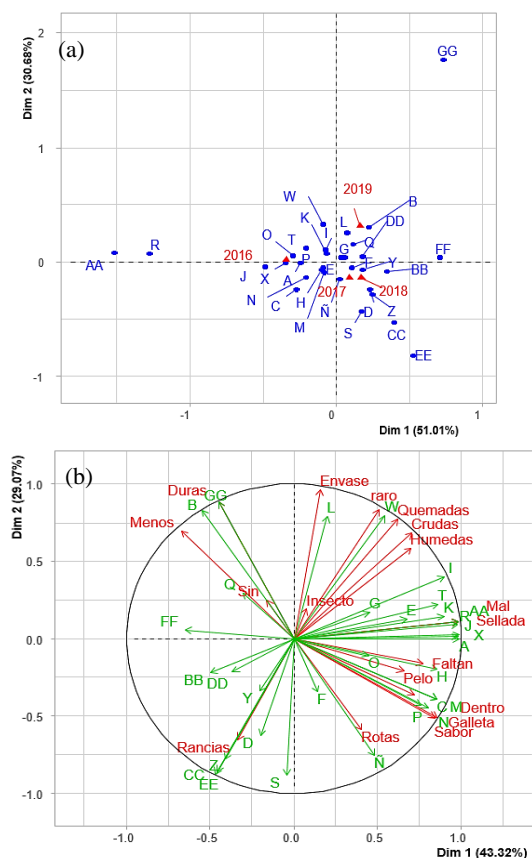 (a)
2
GG
Dim 2 (30.68%)
1
2019
W
B
K
L
DD
O
T
I
Q
2016
P
G
Y
FF
AA
R
0
J
X
A
E
F
BB
N
H
2017
2018
C
M
Ñ
D
Z
S
CC
EE
-1
-1
0
1
Dim 1 (51.01%)
(b)
1.0
Duras
GG
Envase
raro
B
L
W
Quemadas
Menos
Crudas
Humedas
Dim 2 (29.07%)
0.5
I
Q
Sin
Insecto
G
T
K
Mal
E
R
AA
FF
J
Sellada
0.0
X
A
O
Faltan
BB
DD
Pelo
H
Y
F
C
M
Dentro
P
N
Galleta
-0.5
Sabor
Rancias
D
Rotas
Z
Ñ
CC
EE
S
-1.0
-1.0
-0.5
0.0
0.5
1.0
Dim 1 (43.32%)